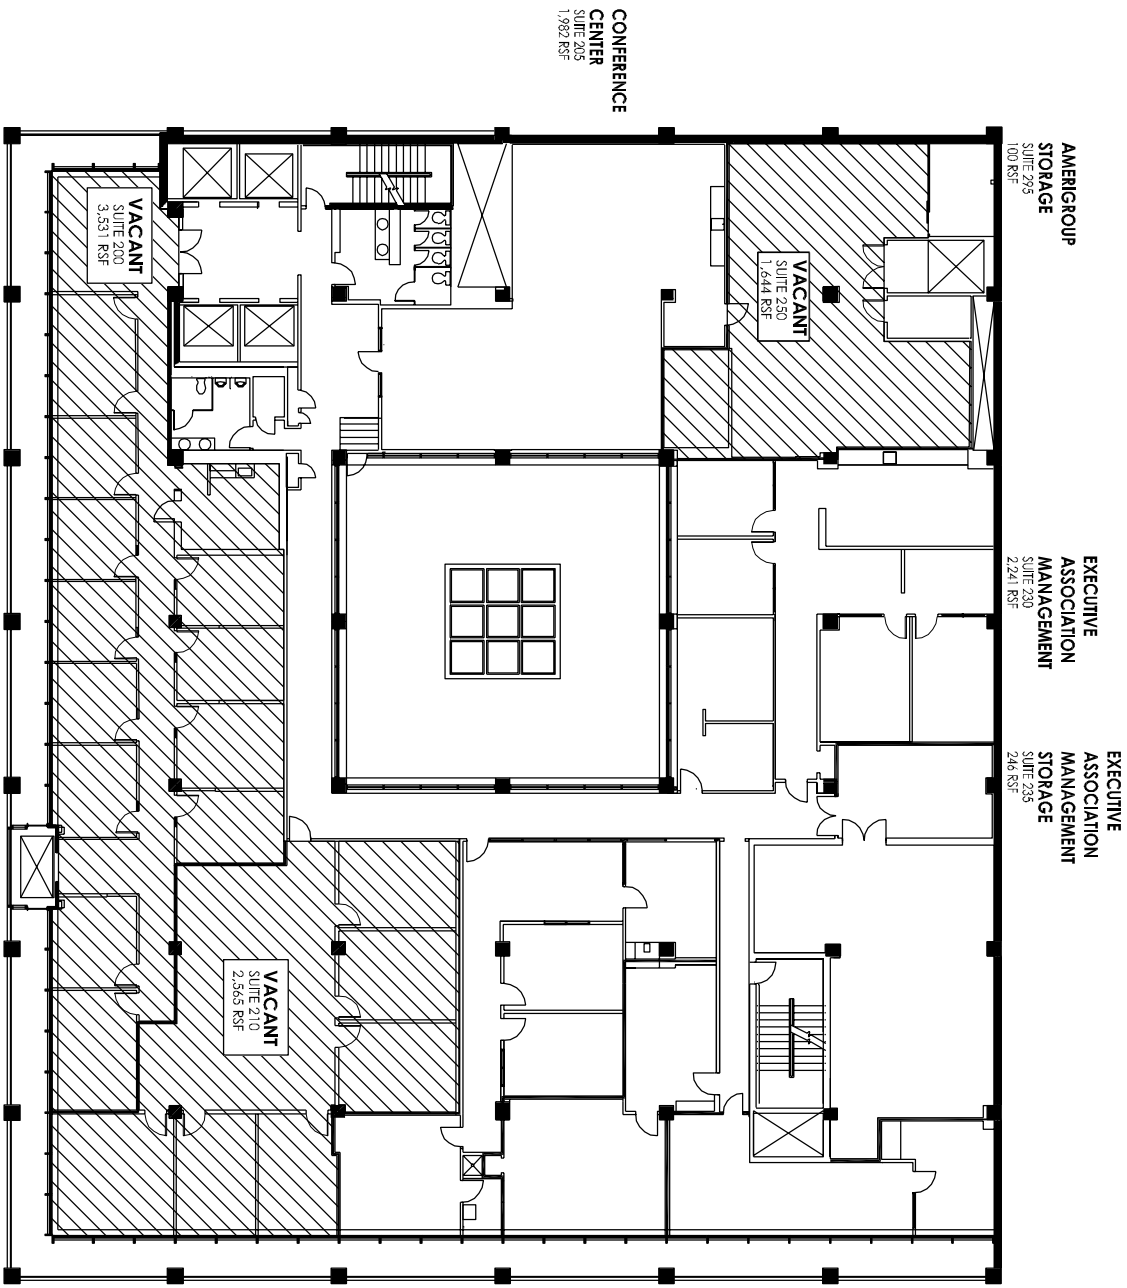 CONFERENCE
CENTER
SUITE 205
1,982 RSF
AMERIGROUP
STORAGE
SUITE 295
100 RSF
VACANT
SUITE 200
3,531 RSF
VACANT
SUITE 250
1,644 RSF
EXECUTIVE
ASSOCIATION
MANAGEMENT
SUITE 230
2,241 RSF
EXECUTIVE
ASSOCIATION
MANAGEMENT
STORAGE
SUITE 235
246 RSF
VACANT
SUITE 210
2,565 RSF